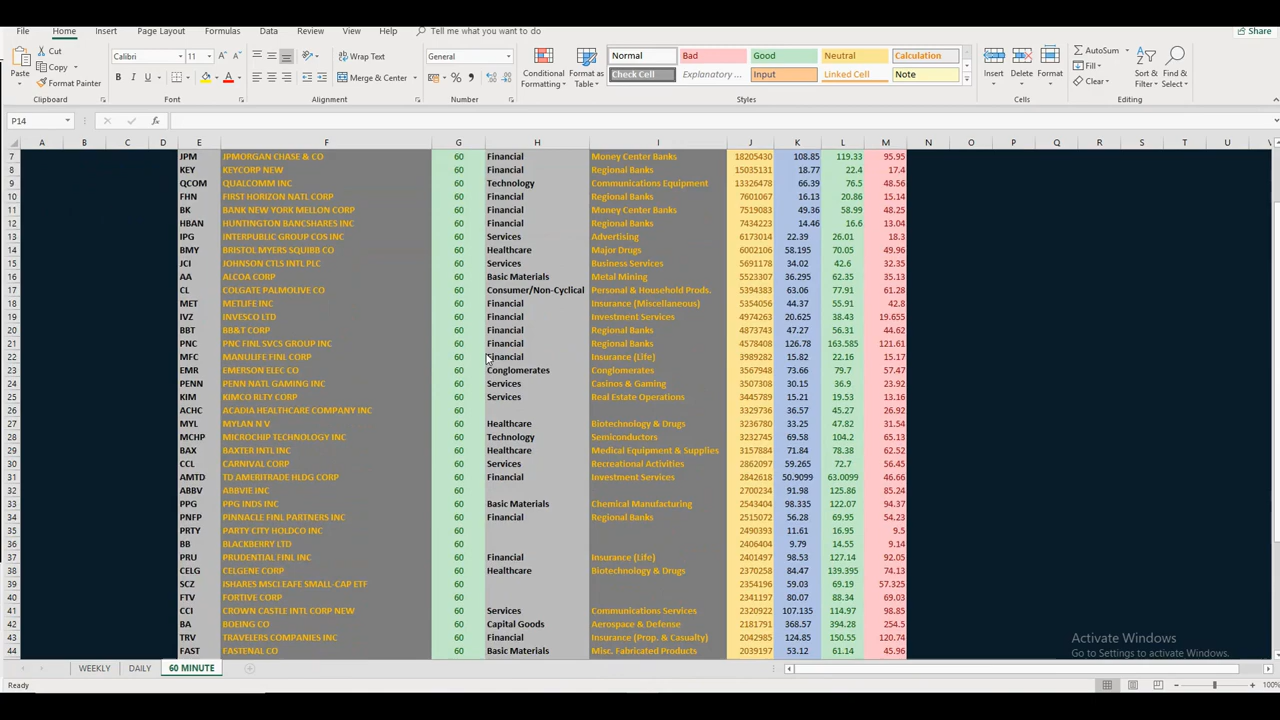 File Home Insert Page Layout Formulas Data Review View Help Tell me what you want to do Share
Paste Cut Copy Format Painter Clipboard
Calibri 11 Font
Wrap Text Merge & Center Alignment
General Number
Conditional Formatting Format as Table
Normal Bad Good Neutral Calculation
Check Cell Explanatory ... Input Linked Cell Note
Styles
Insert Delete Format Cells
AutoSum Fill Clear Sort & Filter Find & Select Editing
P14 fx
A B C D E F G H I J K L M N O P Q R S T U
7 JPM JPMORGAN CHASE & CO 60 Financial Money Center Banks 18205430 108.85 119.33 95.95
8 KEY KEYCORP NEW 60 Financial Regional Banks 15035131 18.77 22.4 17.4
9 QCOM QUALCOMM INC 60 Technology Communications Equipment 13326478 66.39 76.5 48.56
10 FHN FIRST HORIZON NATL CORP 60 Financial Regional Banks 7601067 16.13 20.86 15.14
11 BK BANK NEW YORK MELLON CORP 60 Financial Money Center Banks 7519083 49.36 58.99 48.25
12 HBAN HUNTINGTON BANCSHARES INC 60 Financial Regional Banks 7434223 14.46 16.6 13.04
13 IPG INTERPUBLIC GROUP COS INC 60 Services Advertising 6173014 22.39 26.01 18.3
14 BMY BRISTOL MYERS SQUIBB CO 60 Healthcare Major Drugs 6002106 58.195 70.05 49.96
15 JCI JOHNSON CTLS INTL PLC 60 Services Business Services 5691178 34.02 42.6 32.35
16 AA ALCOA CORP 60 Basic Materials Metal Mining 5523307 36.295 62.35 35.13
17 CL COLGATE PALMOLIVE CO 60 Consumer/Non-Cyclical Personal & Household Prods. 5394383 63.06 77.91 61.28
18 MET METLIFE INC 60 Financial Insurance (Miscellaneous) 5354056 44.37 55.91 42.8
19 IVZ INVESCO LTD 60 Financial Investment Services 4974263 20.625 38.43 19.655
20 BBT BB&T CORP 60 Financial Regional Banks 4873743 47.27 56.31 44.62
21 PNC PNC FINL SVCS GROUP INC 60 Financial Regional Banks 4578408 126.78 163.585 121.61
22 MFC MANULIFE FINL CORP 60 Financial Insurance (Life) 3989282 15.82 22.16 15.17
23 EMR EMERSON ELEC CO 60 Conglomerates Conglomerates 3567948 73.66 79.7 57.47
24 PENN PENN NATL GAMING INC 60 Services Casinos & Gaming 3507308 30.15 36.9 23.92
25 KIM KIMCO RLTY CORP 60 Services Real Estate Operations 3445789 15.21 19.53 13.16
26 ACHC ACADIA HEALTHCARE COMPANY INC 60 3329736 36.57 45.27 26.92
27 MYL MYLAN N V 60 Healthcare Biotechnology & Drugs 3236780 33.25 47.82 31.54
28 MCHP MICROCHIP TECHNOLOGY INC 60 Technology Semiconductors 3232745 69.58 104.2 65.13
29 BAX BAXTER INTL INC 60 Healthcare Medical Equipment & Supplies 3157884 71.84 78.38 62.52
30 CCL CARNIVAL CORP 60 Services Recreational Activities 2862097 59.265 72.7 56.45
31 AMTD TD AMERITRADE HLDG CORP 60 Financial Investment Services 2842618 50.9099 63.0099 46.66
32 ABBV ABBVIE INC 60 2700234 91.98 125.86 85.24
33 PPG PPG INDS INC 60 Basic Materials Chemical Manufacturing 2543404 98.335 122.07 94.37
34 PNFP PINNACLE FINL PARTNERS INC 60 Financial Regional Banks 2515072 56.28 69.95 54.23
35 PRTY PARTY CITY HOLDCO INC 60 2490393 11.61 16.95 9.5
36 BB BLACKBERRY LTD 60 2406404 9.79 14.55 9.14
37 PRU PRUDENTIAL FINL INC 60 Financial Insurance (Life) 2401497 98.53 127.14 92.05
38 CELG CELGENE CORP 60 Healthcare Biotechnology & Drugs 2370258 84.47 139.395 74.13
39 SCZ ISHARES MSCI EAFE SMALL-CAP ETF 60 2354196 59.03 69.19 57.325
40 FTV FORTIVE CORP 60 2341197 80.07 88.34 69.03
41 CCI CROWN CASTLE INTL CORP NEW 60 Services Communications Services 2320922 107.135 114.97 98.85
42 BA BOEING CO 60 Capital Goods Aerospace & Defense 2181791 368.57 394.28 254.5
43 TRV TRAVELERS COMPANIES INC 60 Financial Insurance (Prop. & Casualty) 2042985 124.85 150.55 120.74
44 FAST FASTENAL CO 60 Basic Materials Misc. Fabricated Products 2039197 53.12 61.14 45.96
Activate Windows
Go to Settings to activate Windows.
WEEKLY DAILY 60 MINUTE
Ready 100%